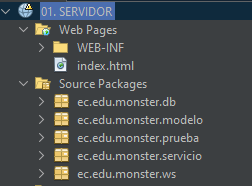 01. SERVIDOR
Web Pages
WEB-INF
index.html
Source Packages
ec.edu.monster.db
ec.edu.monster.modelo
ec.edu.monster.prueba
ec.edu.monster.servicio
ec.edu.monster.ws